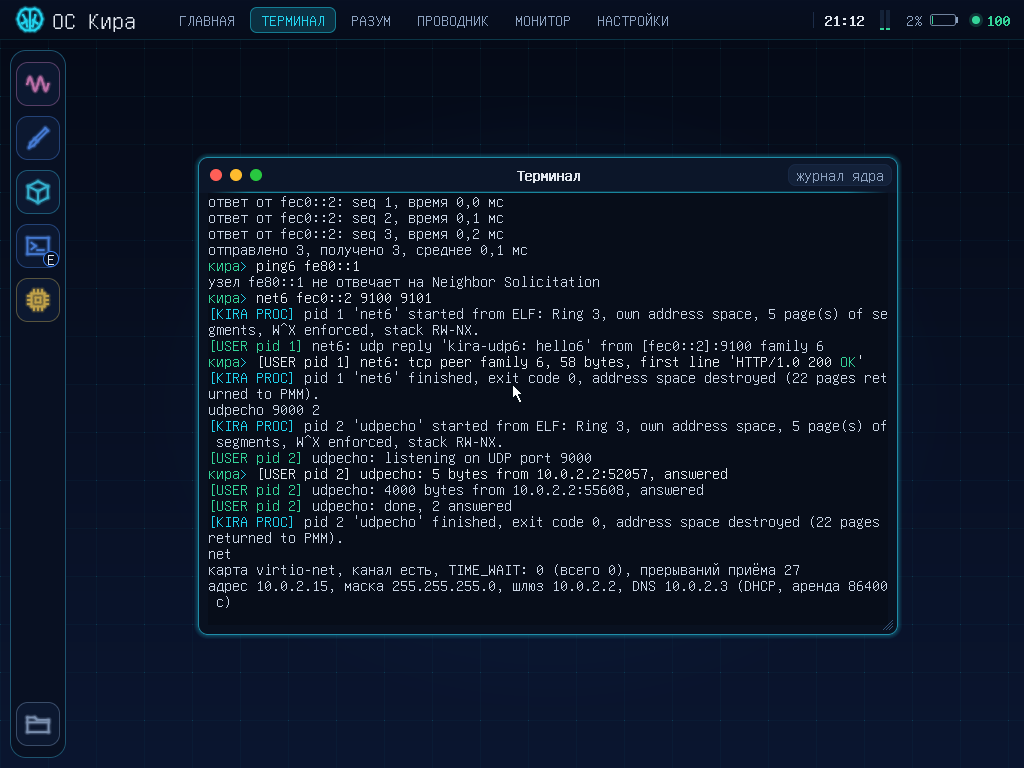 ОС Кира
ГЛАВНАЯ ТЕРМИНАЛ РАЗУМ ПРОВОДНИК МОНИТОР НАСТРОЙКИ
21:12 2% 100
E
Терминал
журнал ядра
ответ от fec0::2: seq 1, время 0,0 мс
ответ от fec0::2: seq 2, время 0,1 мс
ответ от fec0::2: seq 3, время 0,2 мс
отправлено 3, получено 3, среднее 0,1 мс
кира> ping6 fe80::1
узел fe80::1 не отвечает на Neighbor Solicitation
кира> net6 fec0::2 9100 9101
[KIRA PROC] pid 1 'net6' started from ELF: Ring 3, own address space, 5 page(s) of se
gments, W^X enforced, stack RW-NX.
[USER pid 1] net6: udp reply 'kira-udp6: hello6' from [fec0::2]:9100 family 6
кира> [USER pid 1] net6: tcp peer family 6, 58 bytes, first line 'HTTP/1.0 200 OK'
[KIRA PROC] pid 1 'net6' finished, exit code 0, address space destroyed (22 pages ret
urned to PMM).
udpecho 9000 2
[KIRA PROC] pid 2 'udpecho' started from ELF: Ring 3, own address space, 5 page(s) of
segments, W^X enforced, stack RW-NX.
[USER pid 2] udpecho: listening on UDP port 9000
кира> [USER pid 2] udpecho: 5 bytes from 10.0.2.2:52057, answered
[USER pid 2] udpecho: 4000 bytes from 10.0.2.2:55608, answered
[USER pid 2] udpecho: done, 2 answered
[KIRA PROC] pid 2 'udpecho' finished, exit code 0, address space destroyed (22 pages
returned to PMM).
net
карта virtio-net, канал есть, TIME_WAIT: 0 (всего 0), прерываний приёма 27
адрес 10.0.2.15, маска 255.255.255.0, шлюз 10.0.2.2, DNS 10.0.2.3 (DHCP, аренда 86400
с)